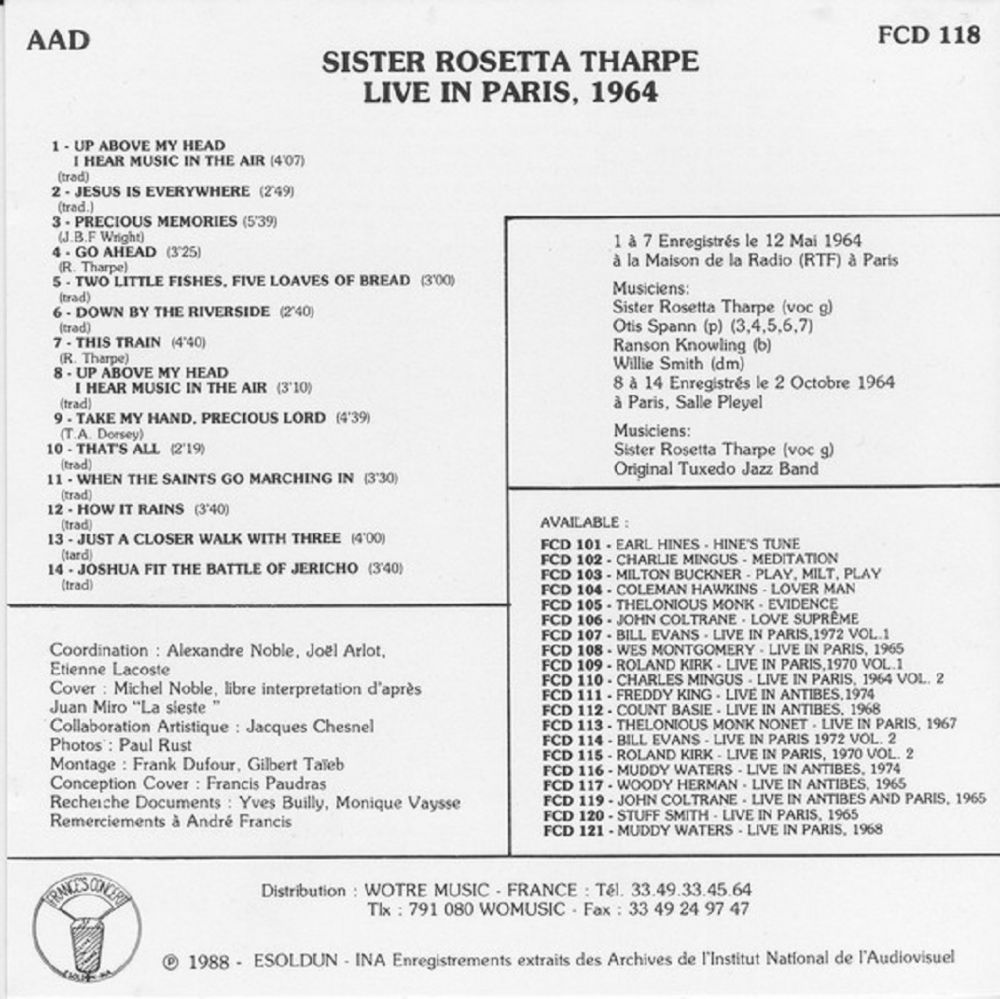 AAD
FCD 118
SISTER ROSETTA THARPE
LIVE IN PARIS, 1964
1 - UP ABOVE MY HEAD
I HEAR MUSIC IN THE AIR (4'07)
(trad)
2 - JESUS IS EVERYWHERE (2'49)
(trad.)
3 - PRECIOUS MEMORIES (5'39)
(J.B.F Wright)
4 - GO AHEAD (3'25)
(R. Tharpe)
5 - TWO LITTLE FISHES, FIVE LOAVES OF BREAD (3'00)
(trad)
6 - DOWN BY THE RIVERSIDE (2'40)
(trad)
7 - THIS TRAIN (4'40)
(R. Tharpe)
8 - UP ABOVE MY HEAD
I HEAR MUSIC IN THE AIR (3'10)
(trad)
9 - TAKE MY HAND, PRECIOUS LORD (4'39)
(T.A. Dorsey)
10 - THAT'S ALL (2'19)
(trad)
11 - WHEN THE SAINTS GO MARCHING IN (3'30)
(trad)
12 - HOW IT RAINS (3'40)
(trad)
13 - JUST A CLOSER WALK WITH THREE (4'00)
(tard)
14 - JOSHUA FIT THE BATTLE OF JERICHO (3'40)
(trad)
1 à 7 Enregistrés le 12 Mai 1964
à la Maison de la Radio (RTF) à Paris
Musiciens:
Sister Rosetta Tharpe (voc g)
Otis Spann (p) (3,4,5,6,7)
Ranson Knowling (b)
Willie Smith (dm)
8 à 14 Enregistrés le 2 Octobre 1964
à Paris, Salle Pleyel
Musiciens:
Sister Rosetta Tharpe (voc g)
Original Tuxedo Jazz Band
AVAILABLE :
FCD 101 - EARL HINES - HINE'S TUNE
FCD 102 - CHARLIE MINGUS - MEDITATION
FCD 103 - MILTON BUCKNER - PLAY, MILT, PLAY
FCD 104 - COLEMAN HAWKINS - LOVER MAN
FCD 105 - THELONIOUS MONK - EVIDENCE
FCD 106 - JOHN COLTRANE - LOVE SUPRÊME
FCD 107 - BILL EVANS - LIVE IN PARIS,1972 VOL.1
FCD 108 - WES MONTGOMERY - LIVE IN PARIS, 1965
FCD 109 - ROLAND KIRK - LIVE IN PARIS,1970 VOL.1
FCD 110 - CHARLES MINGUS - LIVE IN PARIS, 1964 VOL. 2
FCD 111 - FREDDY KING - LIVE IN ANTIBES,1974
FCD 112 - COUNT BASIE - LIVE IN ANTIBES, 1968
FCD 113 - THELONIOUS MONK NONET - LIVE IN PARIS, 1967
FCD 114 - BILL EVANS - LIVE IN PARIS 1972 VOL. 2
FCD 115 - ROLAND KIRK - LIVE IN PARIS, 1970 VOL. 2
FCD 116 - MUDDY WATERS - LIVE IN ANTIBES, 1974
FCD 117 - WOODY HERMAN - LIVE IN ANTIBES, 1965
FCD 119 - JOHN COLTRANE - LIVE IN ANTIBES AND PARIS, 1965
FCD 120 - STUFF SMITH - LIVE IN PARIS, 1965
FCD 121 - MUDDY WATERS - LIVE IN PARIS, 1968
Coordination : Alexandre Noble, Joël Arlot,
Etienne Lacoste
Cover : Michel Noble, libre interpretation d'après
Juan Miro "La sieste "
Collaboration Artistique : Jacques Chesnel
Photos : Paul Rust
Montage : Frank Dufour, Gilbert Taïeb
Conception Cover : Francis Paudras
Recherche Documents : Yves Builly, Monique Vaysse
Remerciements à André Francis
FRANCE'S CONCERT
ESOLDUN-INA
Distribution : WOTRE MUSIC - FRANCE : Tél. 33.49.33.45.64
Tlx : 791 080 WOMUSIC - Fax : 33 49 24 97 47
℗ 1988 - ESOLDUN - INA Enregistrements extraits des Archives de l'Institut National de l'Audiovisuel